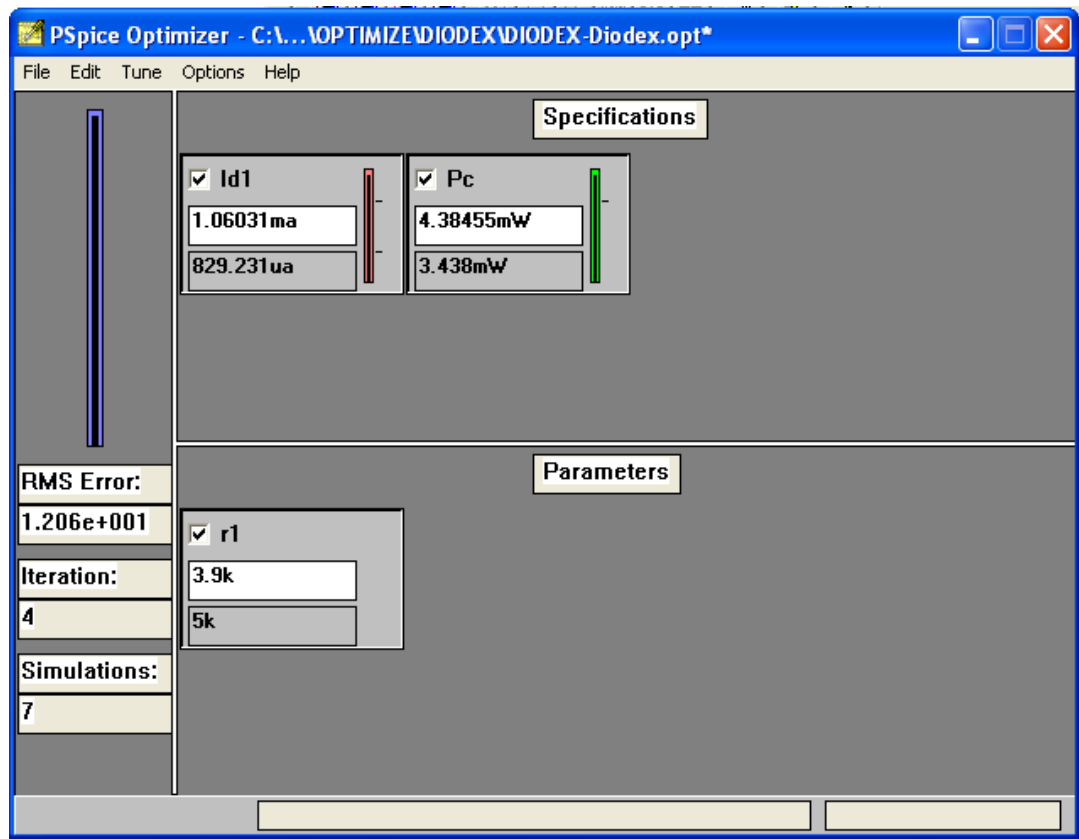 PSpice Optimizer - C:\...\OPTIMIZE\DIODEX\DIODEX-Diodex.opt*
File Edit Tune Options Help
Specifications
Id1
1.06031ma
829.231ua
Pc
4.38455mW
3.438mW
RMS Error:
1.206e+001
Iteration:
4
Simulations:
7
Parameters
r1
3.9k
5k